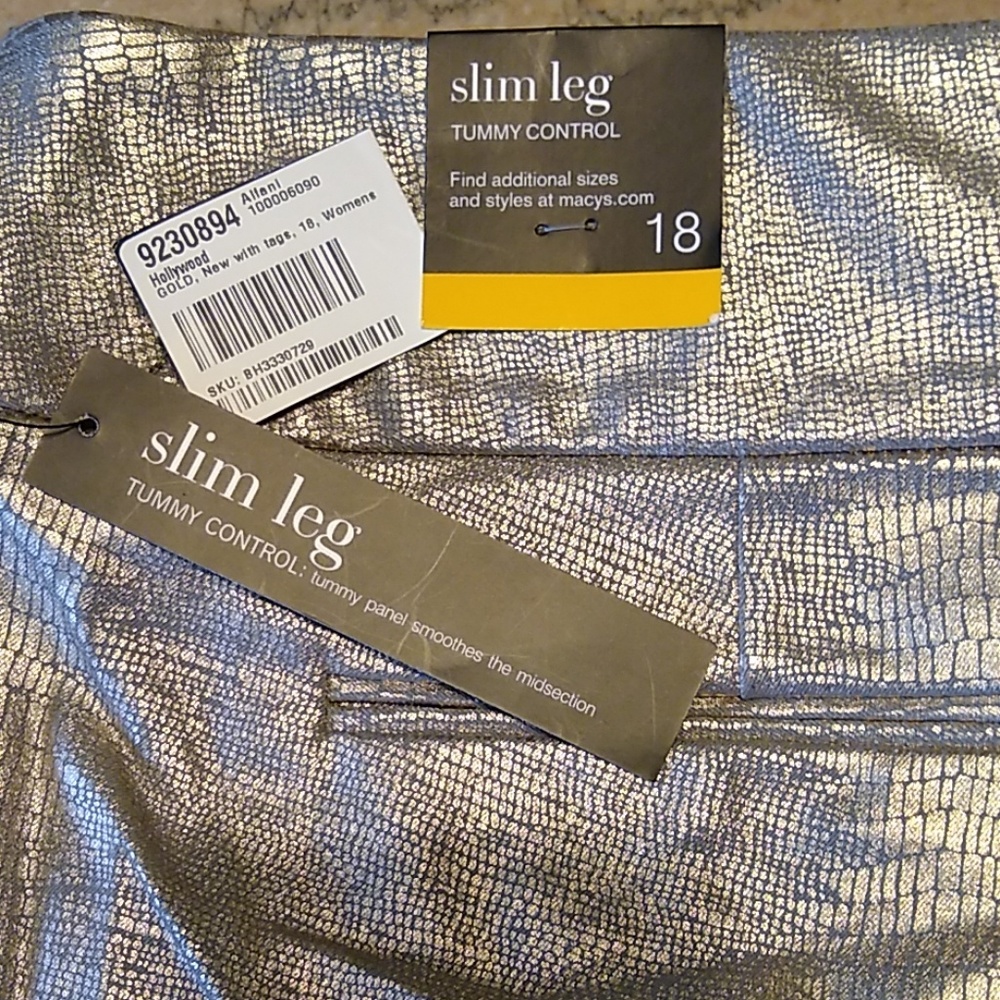 slim leg
TUMMY CONTROL
Find additional sizes
and styles at macys.com
18
9230894 Alfani
100006090
Hollywood
GOLD, New with tags, 18, Womens
SKU: BH3330729
slim leg
TUMMY CONTROL: tummy panel smoothes the midsection